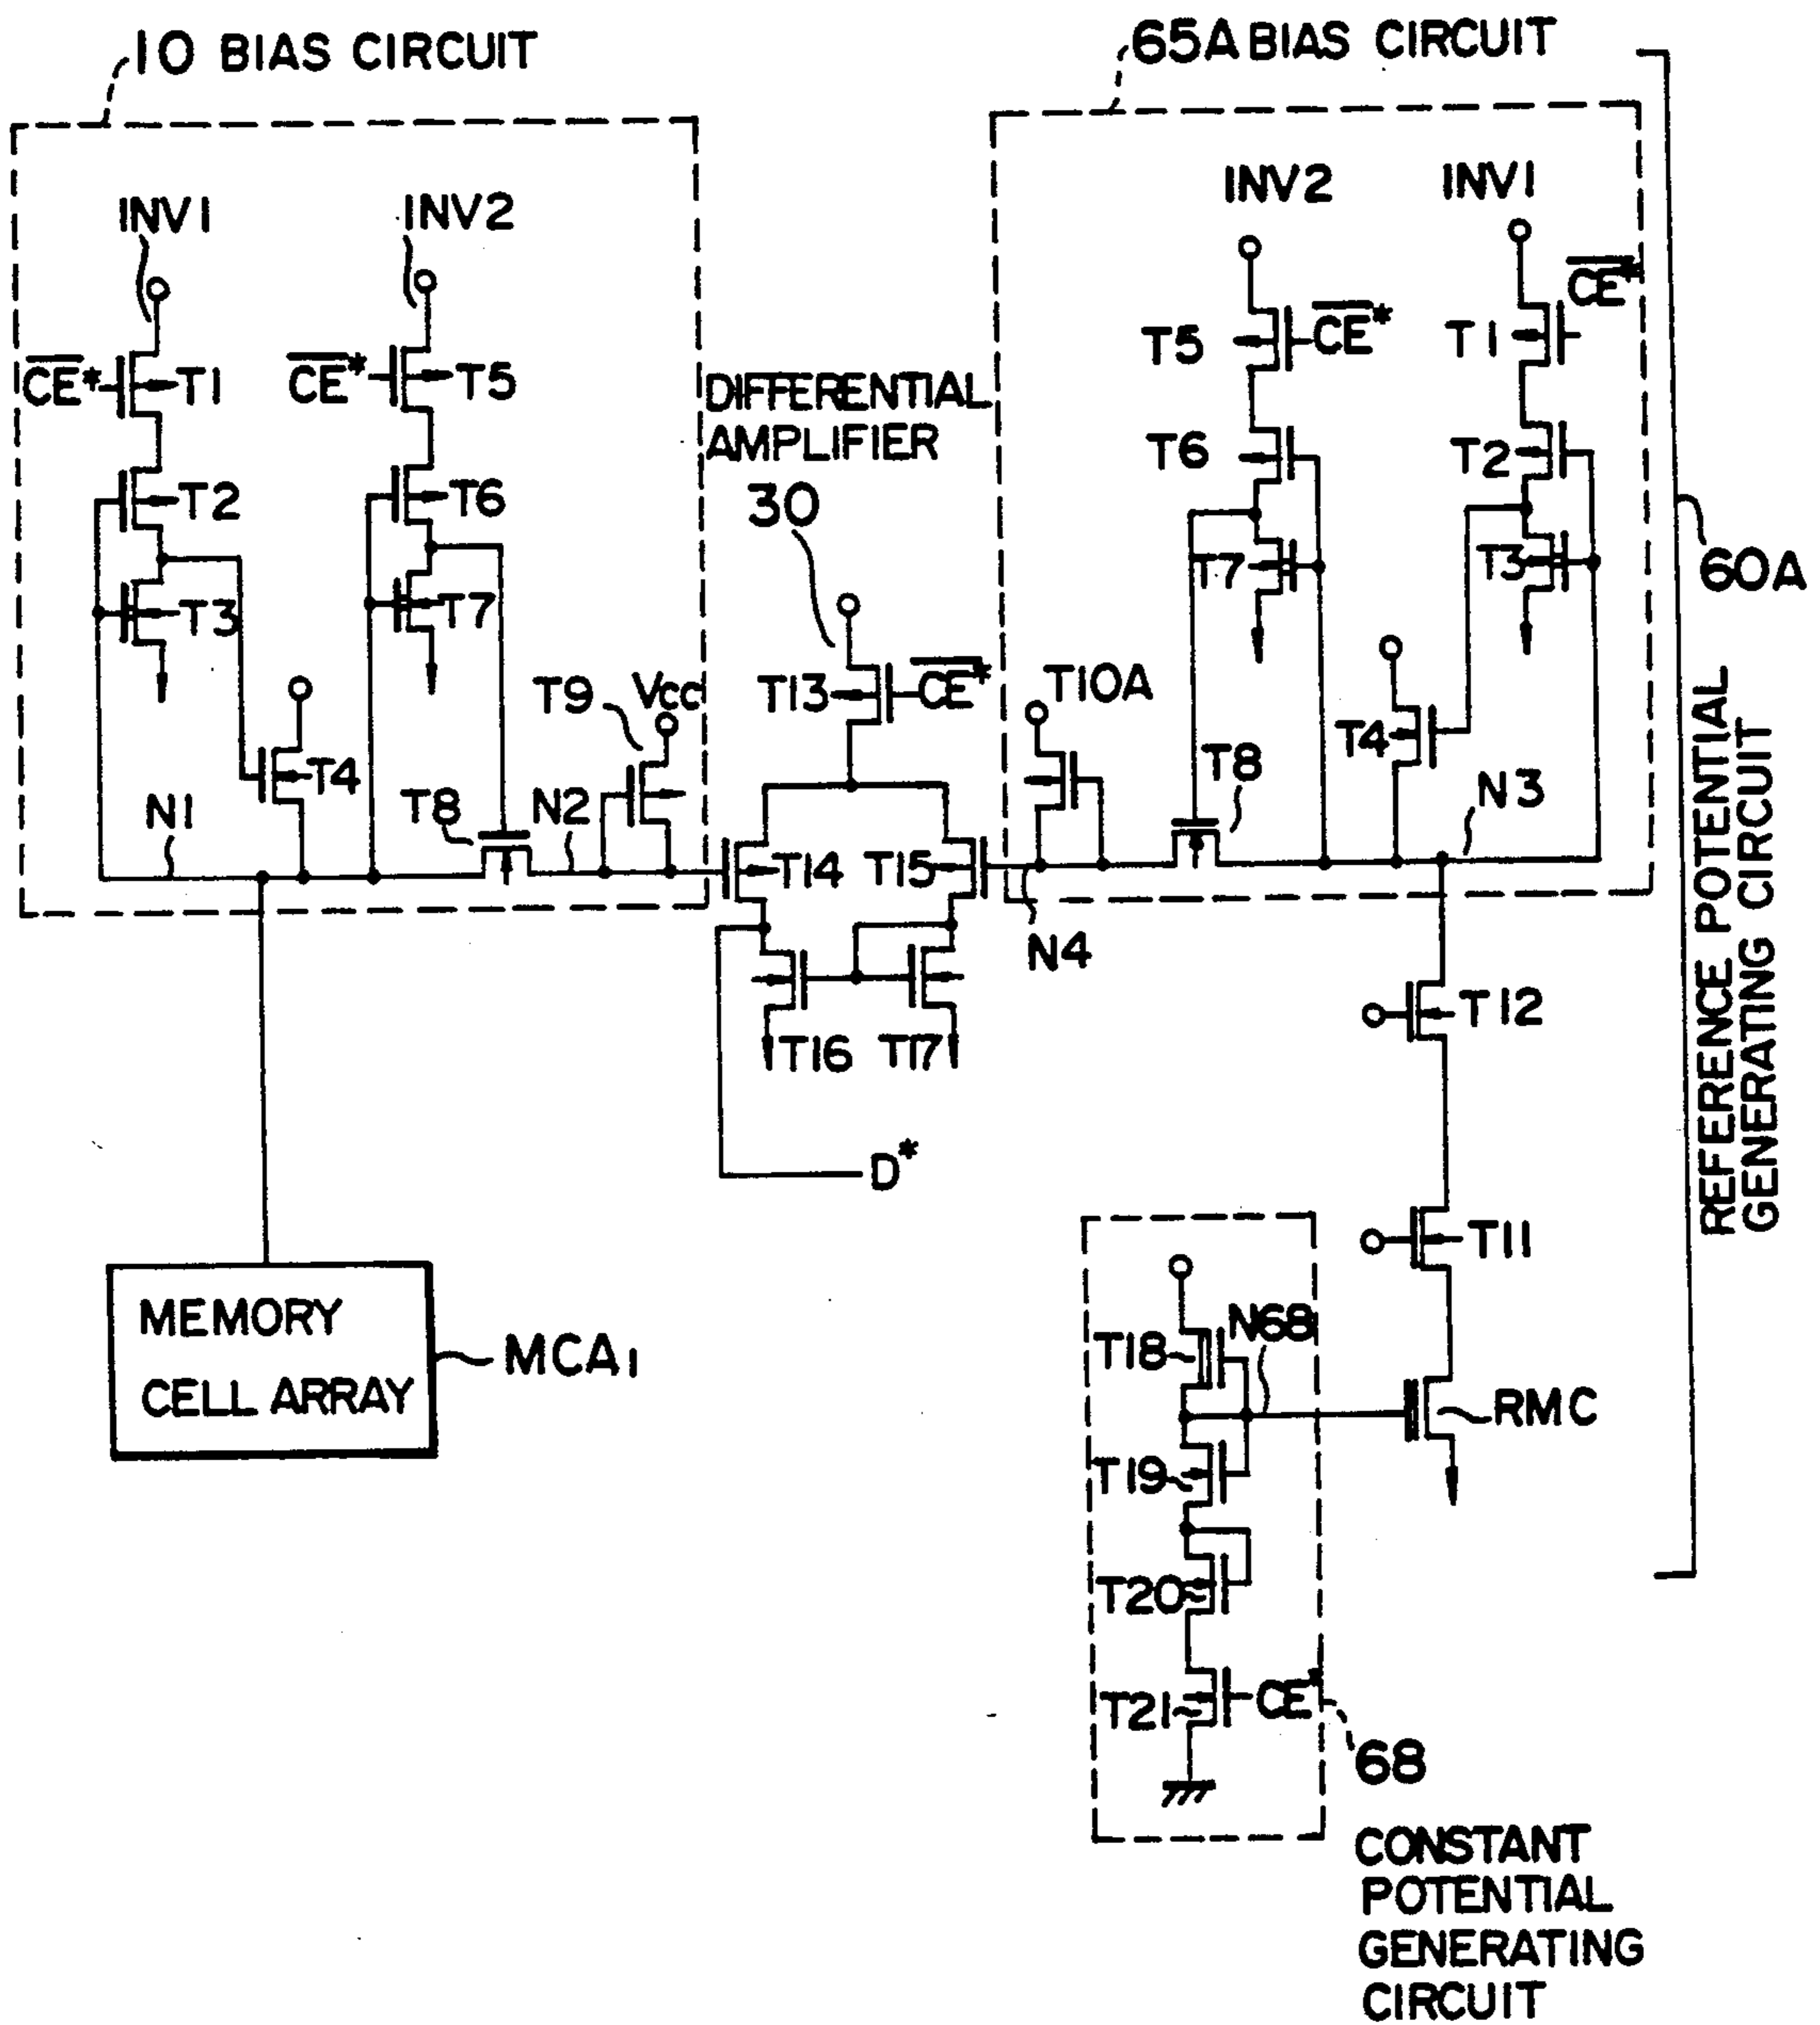 10 BIAS CIRCUIT
65A BIAS CIRCUIT
INV1
INV2
INV2
INV1
CE*
T1
CE*
T5
T5
CE*
T1
CE*
DIFFERENTIAL
AMPLIFIER
30
T2
T6
T6
T2
T3
T7
T7
T3
60A
T9
Vcc
T13
CE*
T10A
T4
T4
N1
T8
N2
T8
N3
T14
T15
N4
REFERENCE POTENTIAL
GENERATING CIRCUIT
T16
T17
T12
D*
T11
MEMORY
CELL ARRAY
MCA1
T18
N68
RMC
T19
T20
T21
CE*
68
CONSTANT
POTENTIAL
GENERATING
CIRCUIT